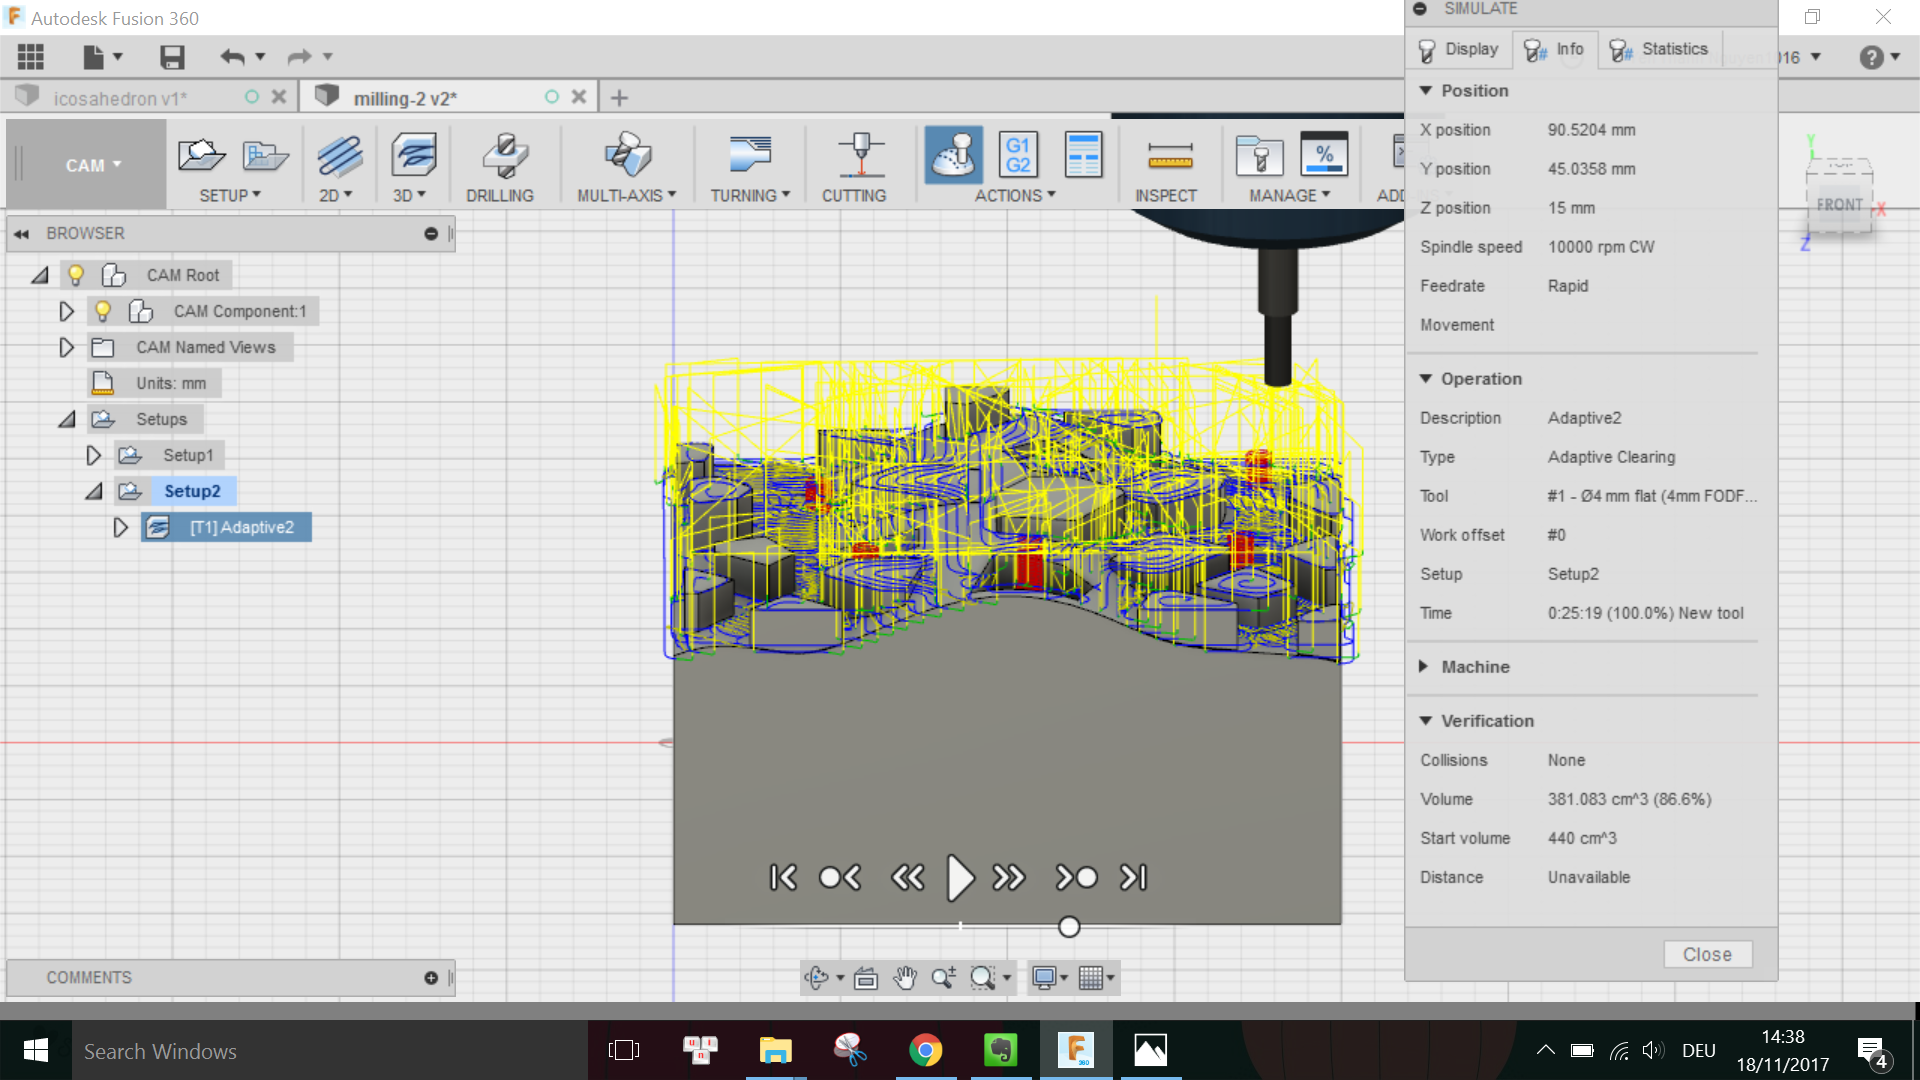 Autodesk Fusion 360
SIMULATE
Display
Info
Statistics
icosahedron v1*
milling-2 v2*
CAM
SETUP
2D
3D
DRILLING
MULTI-AXIS
TURNING
CUTTING
G1
G2
ACTIONS
INSPECT
%
MANAGE
BROWSER
CAM Root
CAM Component:1
CAM Named Views
Units: mm
Setups
Setup1
Setup2
[T1] Adaptive2
Position
X position 90.5204 mm
Y position 45.0358 mm
Z position 15 mm
Spindle speed 10000 rpm CW
Feedrate Rapid
Movement
Operation
Description Adaptive2
Type Adaptive Clearing
Tool #1 - Ø4 mm flat (4mm FODF...
Work offset #0
Setup Setup2
Time 0:25:19 (100.0%) New tool
Machine
Verification
Collisions None
Volume 381.083 cm^3 (86.6%)
Start volume 440 cm^3
Distance Unavailable
Close
Y
FRONT
X
Z
COMMENTS
Search Windows
u i
n
F
360
DEU
14:38
18/11/2017
4